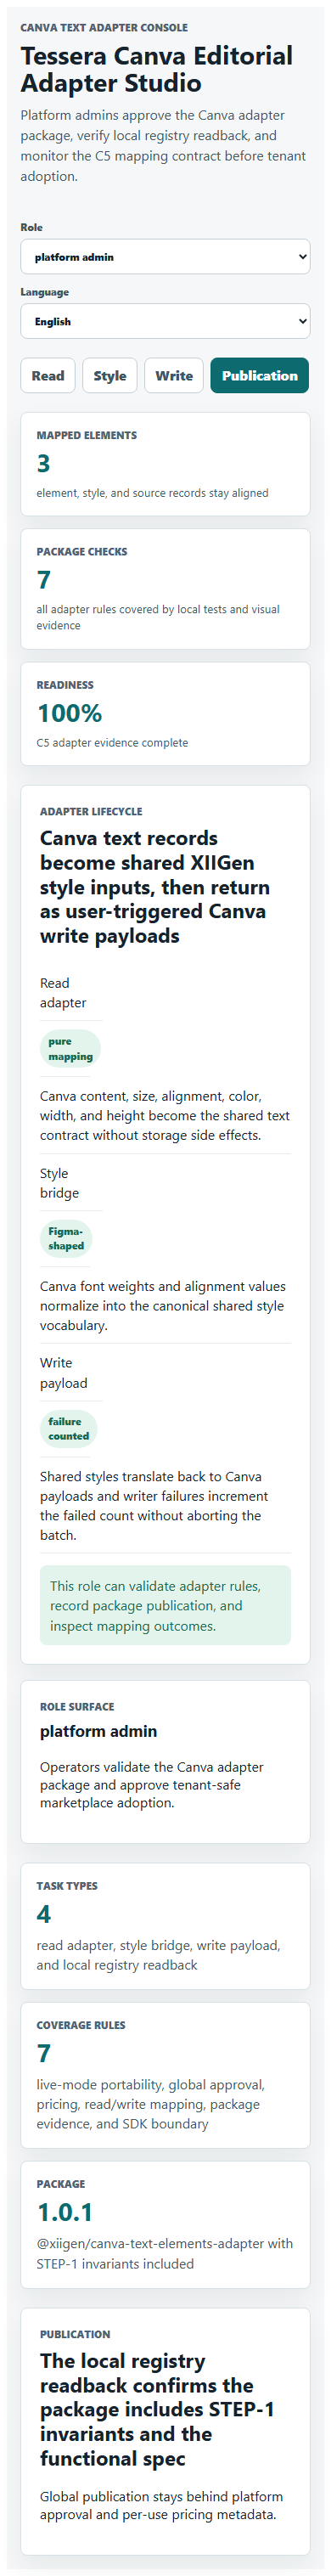 CANVA TEXT ADAPTER CONSOLE
Tessera Canva Editorial
Adapter Studio
Platform admins approve the Canva adapter
package, verify local registry readback, and
monitor the C5 mapping contract before tenant
adoption.
Role
platform admin
Language
English
Read Style Write Publication
MAPPED ELEMENTS
3
element, style, and source records stay aligned
PACKAGE CHECKS
7
all adapter rules covered by local tests and visual
evidence
READINESS
100%
C5 adapter evidence complete
ADAPTER LIFECYCLE
Canva text records
become shared XIIGen
style inputs, then return
as user-triggered Canva
write payloads
Read
adapter
pure
mapping
Canva content, size, alignment, color,
width, and height become the shared text
contract without storage side effects.
Style
bridge
Figma-
shaped
Canva font weights and alignment values
normalize into the canonical shared style
vocabulary.
Write
payload
failure
counted
Shared styles translate back to Canva
payloads and writer failures increment
the failed count without aborting the
batch.
This role can validate adapter rules,
record package publication, and
inspect mapping outcomes.
ROLE SURFACE
platform admin
Operators validate the Canva adapter
package and approve tenant-safe
marketplace adoption.
TASK TYPES
4
read adapter, style bridge, write payload,
and local registry readback
COVERAGE RULES
7
live-mode portability, global approval,
pricing, read/write mapping, package
evidence, and SDK boundary
PACKAGE
1.0.1
@xiigen/canva-text-elements-adapter with
STEP-1 invariants included
PUBLICATION
The local registry
readback confirms the
package includes STEP-1
invariants and the
functional spec
Global publication stays behind platform
approval and per-use pricing metadata.